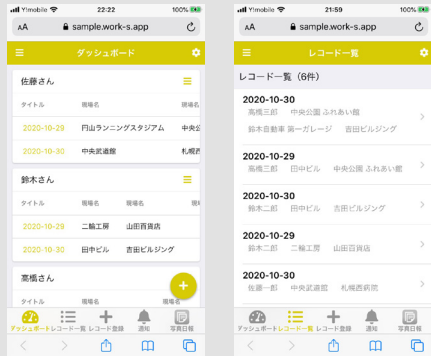 Y!mobile 22:22 100%
AA sample.work-s.app
ダッシュボード
佐藤さん
タイトル 現場名 現場名
2020-10-29 円山ランニングスタジアム 中央公
2020-10-30 中央武道館 札幌西
鈴木さん
タイトル 現場名 現場名 現
2020-10-29 二輪工房 山田百貨店
2020-10-30 田中ビル 吉田ビルジング
高橋さん
タイトル 現場名 現場名
ダッシュボード レコード一覧 レコード登録 通知 写真日報
Y!mobile 21:59 100%
AA sample.work-s.app
レコード一覧
レコード一覧(6件)
2020-10-30
高橋三郎 中央公園 ふれあい館
鈴木自動車 第一ガレージ 吉田ビルジング
2020-10-29
高橋三郎 田中ビル 中央公園 ふれあい館
2020-10-30
鈴木二郎 田中ビル 吉田ビルジング
2020-10-29
鈴木二郎 二輪工房 山田百貨店
2020-10-30
佐藤一郎 中央武道館 札幌西病院
ダッシュボード レコード一覧 レコード登録 通知 写真日報